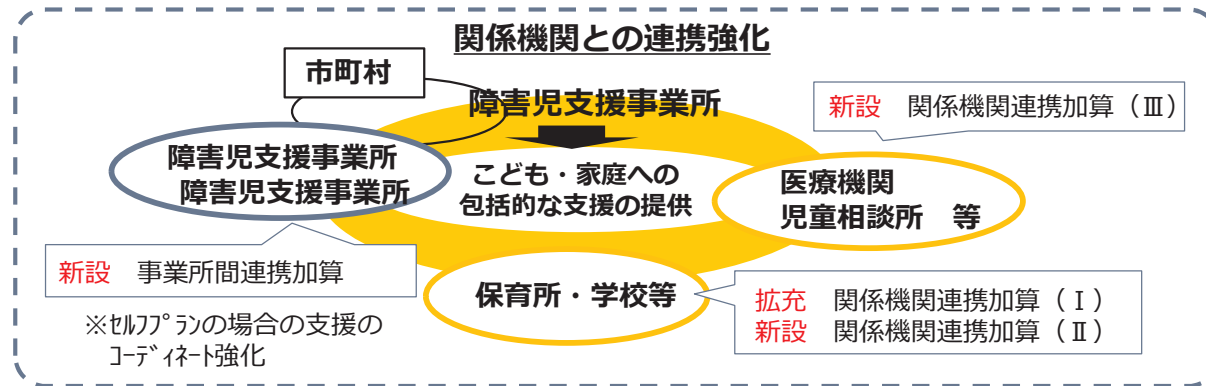 関係機関との連携強化
市町村
障害児支援事業所
新設 関係機関連携加算（Ⅲ）
障害児支援事業所
障害児支援事業所
こども・家庭への
包括的な支援の提供
医療機関
児童相談所　等
新設　事業所間連携加算
保育所・学校等
拡充　関係機関連携加算（Ⅰ）
新設　関係機関連携加算（Ⅱ）
※ｾﾙﾌﾌﾟﾗﾝの場合の支援の
ｺｰﾃﾞｨﾈｰﾄ強化